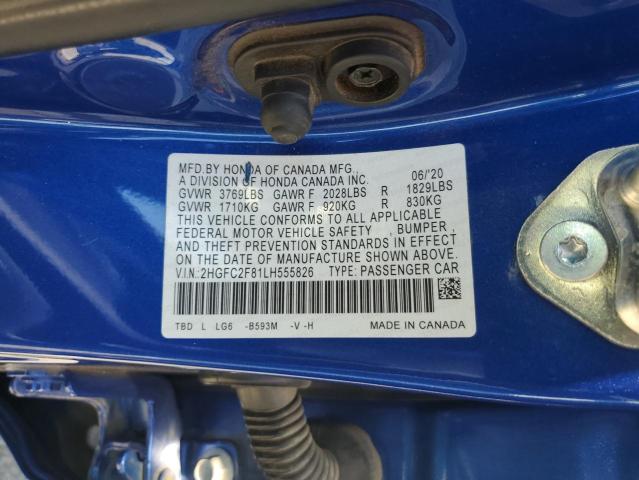 MFD.BY HONDA OF CANADA MFG., 06/'20
A DIVISION OF HONDA CANADA INC.
GVWR 3769LBS GAWR F 2028LBS R 1829LBS
GVWR 1710KG GAWR F 920KG R 830KG
THIS VEHICLE CONFORMS TO ALL APPLICABLE
FEDERAL MOTOR VEHICLE SAFETY , BUMPER ,
AND THEFT PREVENTION STANDARDS IN EFFECT
ON THE DATE OF MANUFACTURE SHOWN ABOVE.
V.I.N.: 2HGFC2F81LH555826 TYPE: PASSENGER CAR
TBD L LG6 -B593M -V -H MADE IN CANADA